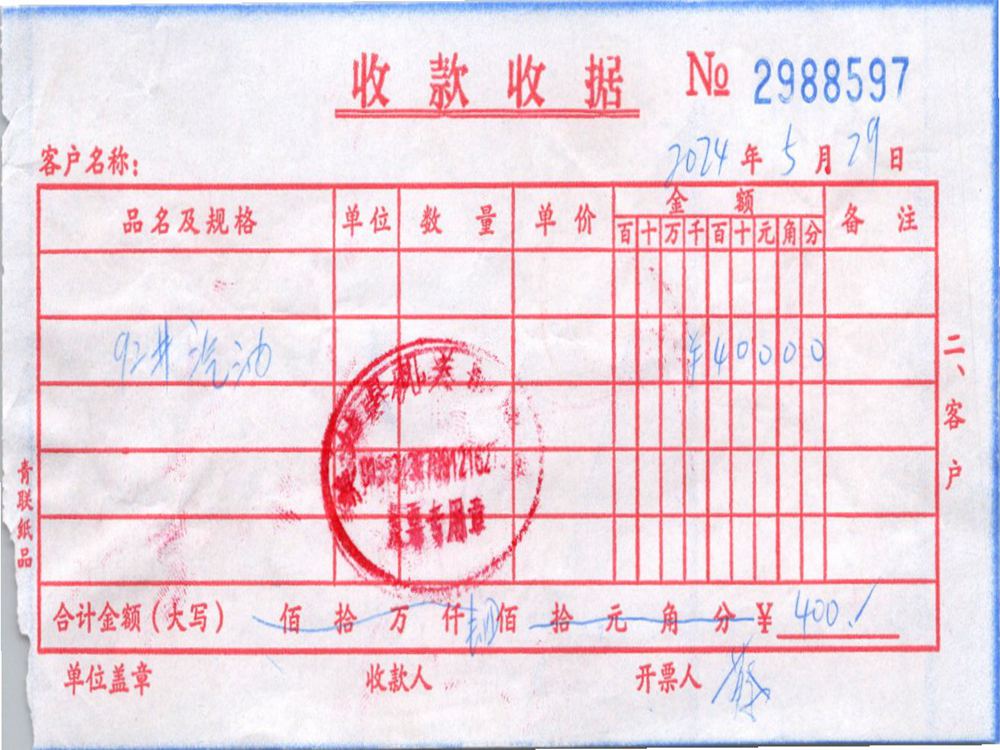 收款收据 № 2988597
客户名称: 2024年5月29日
品名及规格 单位 数量 单价 金额 备注
百十万千百十元角分
92# 汽油 ¥40000
二、客户
青联纸品
县机关
发票专用章
合计金额(大写) 佰 拾 万 仟 肆佰 拾 元 角 分 ¥ 400.
单位盖章 收款人 开票人